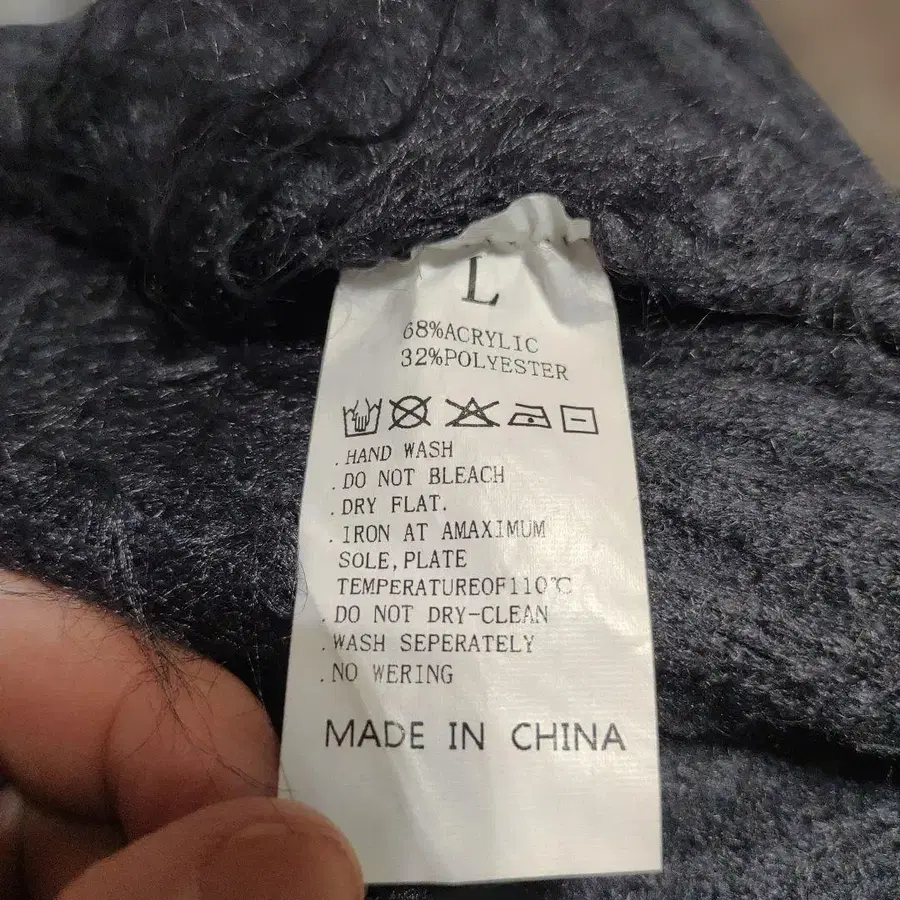 L
68%ACRYLIC
32%POLYESTER
.HAND WASH
.DO NOT BLEACH
.DRY FLAT.
.IRON AT AMAXIMUM
SOLE,PLATE
TEMPERATUREOF110℃
.DO NOT DRY-CLEAN
.WASH SEPERATELY
.NO WERING
MADE IN CHINA